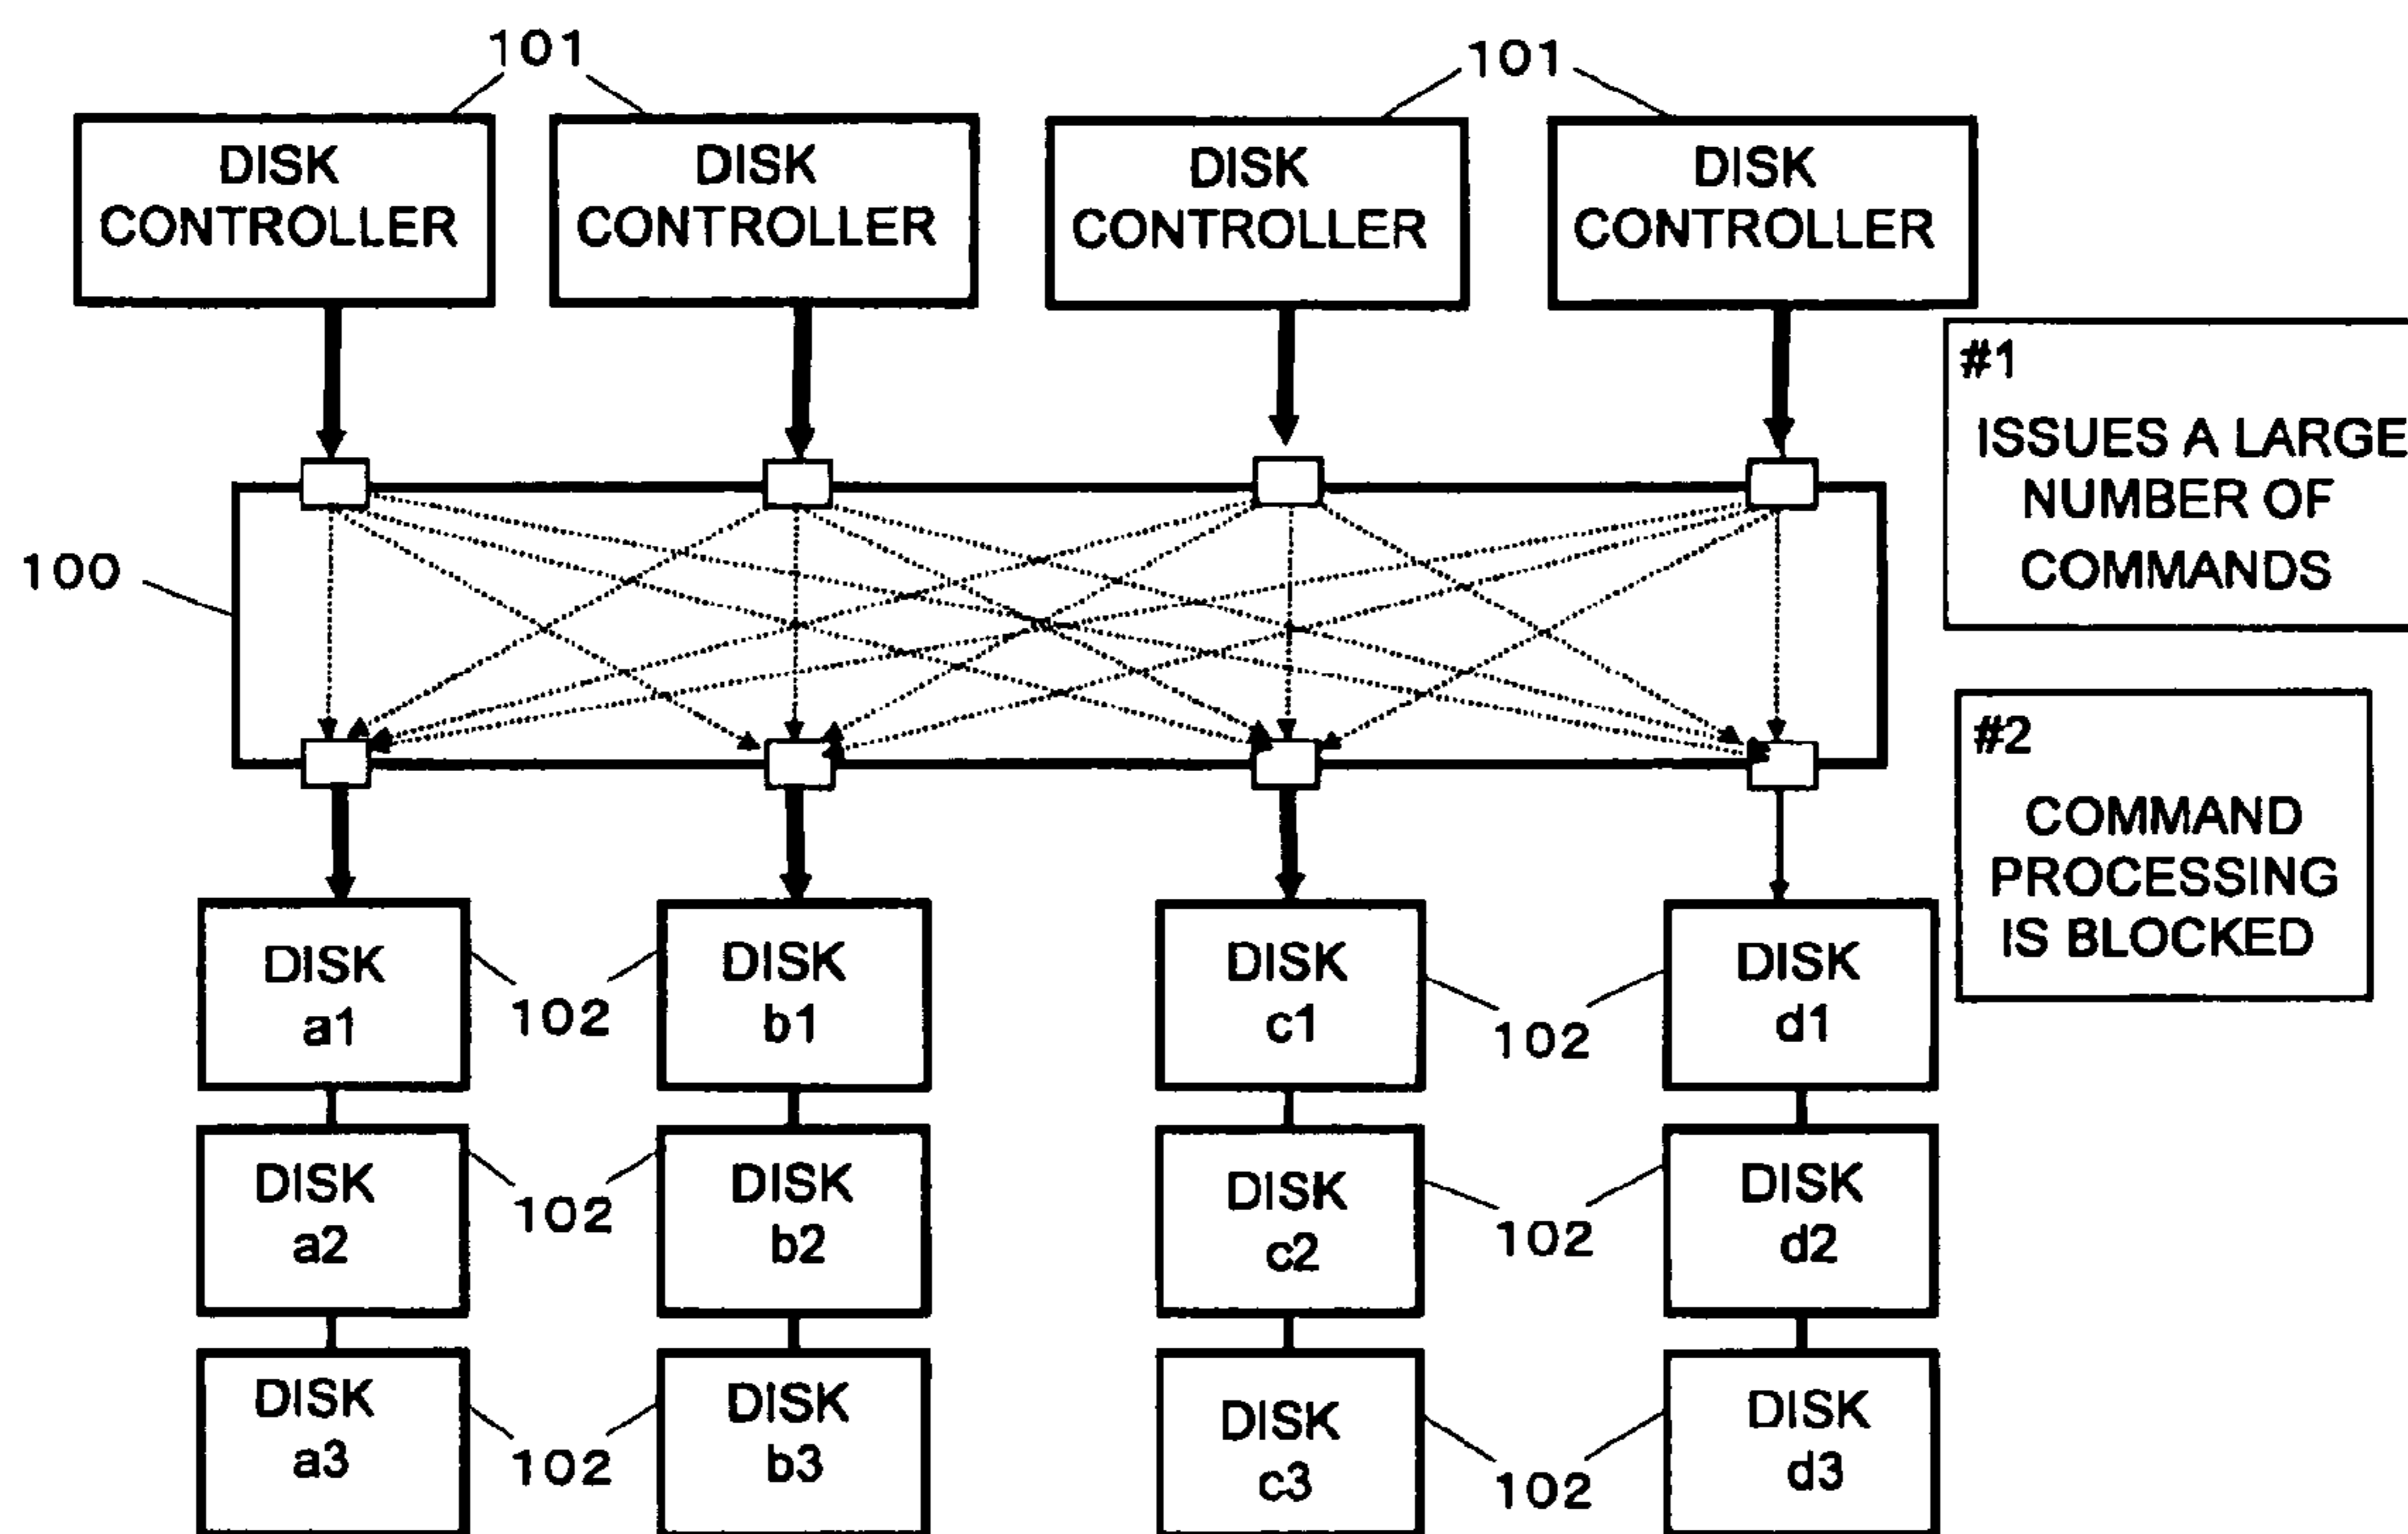 101
101
DISK
CONTROLLER
DISK
CONTROLLER
DISK
CONTROLLER
DISK
CONTROLLER
#1
ISSUES A LARGE
NUMBER OF
COMMANDS
100
#2
COMMAND
PROCESSING
IS BLOCKED
DISK
a1
102
DISK
b1
DISK
c1
102
DISK
d1
DISK
a2
102
DISK
b2
DISK
c2
102
DISK
d2
DISK
a3
102
DISK
b3
DISK
c3
102
DISK
d3